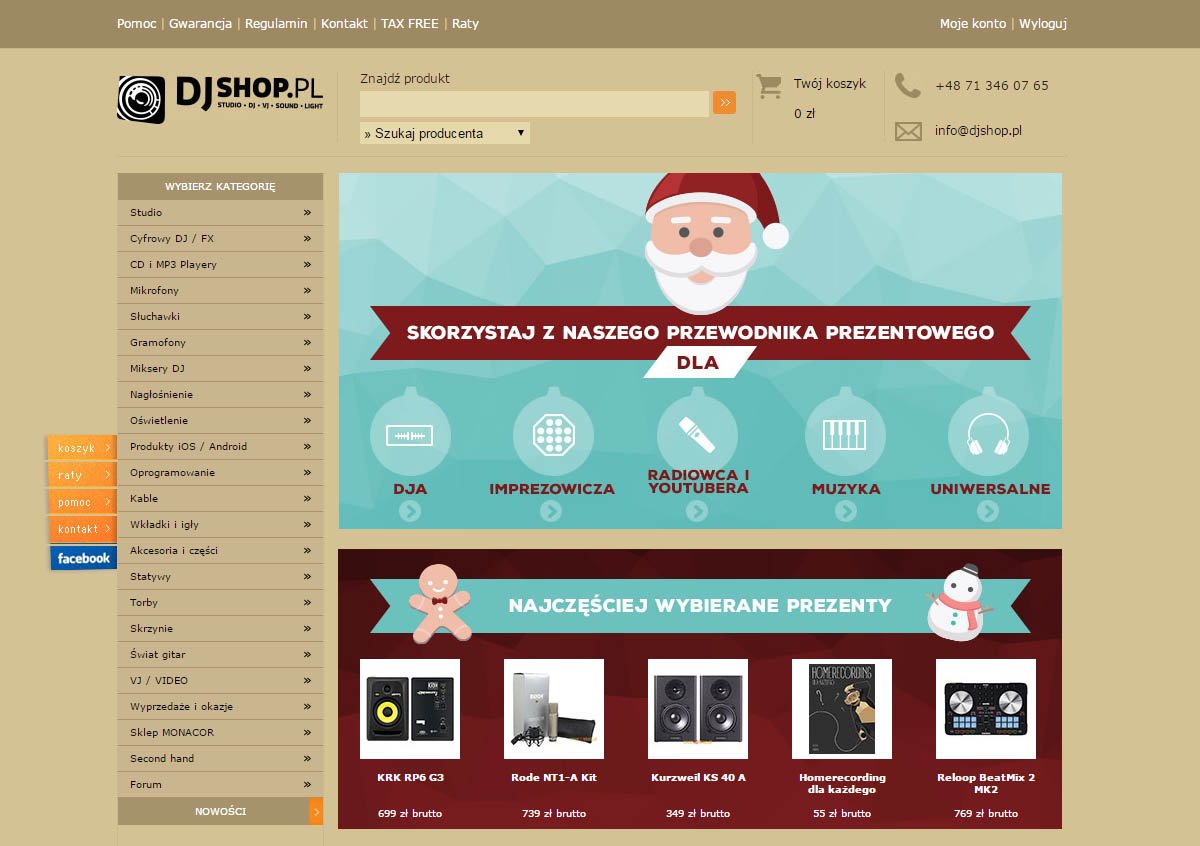 Pomoc | Gwarancja | Regulamin | Kontakt | TAX FREE | Raty
Moje konto | Wyloguj
DJSHOP.PL
STUDIO • DJ • VJ • SOUND • LIGHT
Znajdź produkt
» Szukaj producenta
Twój koszyk
0 zł
+48 71 346 07 65
info@djshop.pl
WYBIERZ KATEGORIĘ
Studio
Cyfrowy DJ / FX
CD i MP3 Playery
Mikrofony
Słuchawki
Gramofony
Miksery DJ
Nagłośnienie
Oświetlenie
Produkty iOS / Android
Oprogramowanie
Kable
Wkładki i igły
Akcesoria i części
Statywy
Torby
Skrzynie
Świat gitar
VJ / VIDEO
Wyprzedaże i okazje
Sklep MONACOR
Second hand
Forum
NOWOŚCI
koszyk
raty
pomoc
kontakt
facebook
SKORZYSTAJ Z NASZEGO PRZEWODNIKA PREZENTOWEGO
DLA
DJA
IMPREZOWICZA
RADIOWCA I
YOUTUBERA
MUZYKA
UNIWERSALNE
NAJCZĘŚCIEJ WYBIERANE PREZENTY
HOMERECORDING
KRK RP6 G3
699 zł brutto
Rode NT1-A Kit
739 zł brutto
Kurzweil KS 40 A
349 zł brutto
Homerecording
dla każdego
55 zł brutto
Reloop BeatMix 2
MK2
769 zł brutto